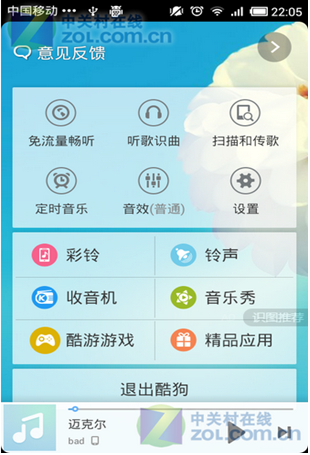 中国移动 22:05
中关村在线
zol.com.cn
意见反馈
免流量畅听 听歌识曲 扫描和传歌
定时音乐 音效(普通) 设置
彩铃 铃声
收音机 音乐秀
识图推荐
酷游游戏 精品应用
退出酷狗
迈克尔
bad
中关村在线
zol.com.cn